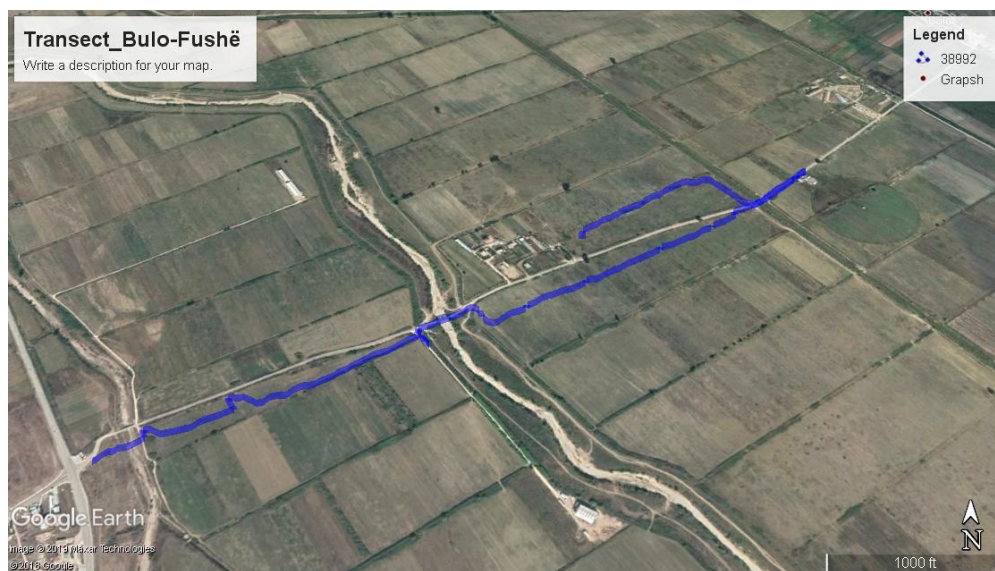 Transect_Bulo-Fushë
Write a description for your map.
Legend
38992
Grapsh
Google Earth
Image © 2019 Maxar Technologies
© 2018 Google
N
1000 ft